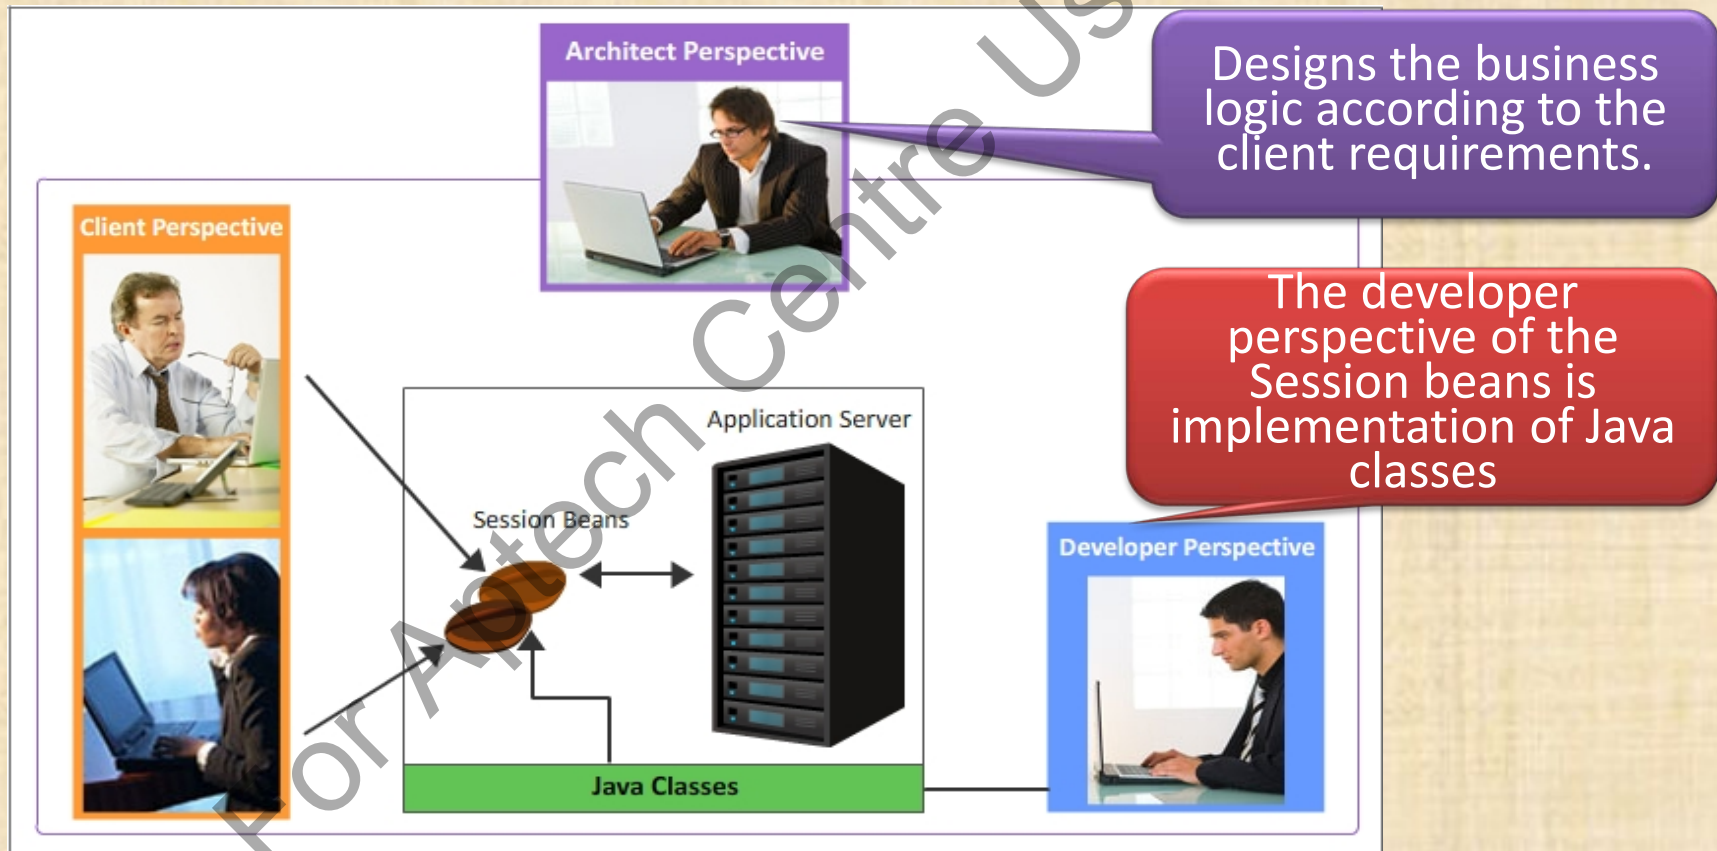 Architect Perspective
Designs the business
logic according to the
client requirements.
Client Perspective
The developer
perspective of the
Session beans is
implementation of Java
classes
Application Server
Session Beans
Developer Perspective
Java Classes
For Aptech Centre Us